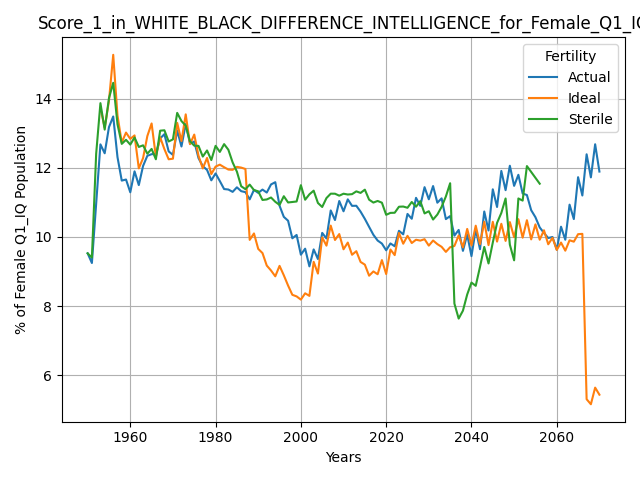 Score_1_in_WHITE_BLACK_DIFFERENCE_INTELLIGENCE_for_Female_Q1_IQ
Fertility
Actual
Ideal
Sterile
% of Female Q1_IQ Population
14
12
10
8
6
1960 1980 2000 2020 2040 2060
Years